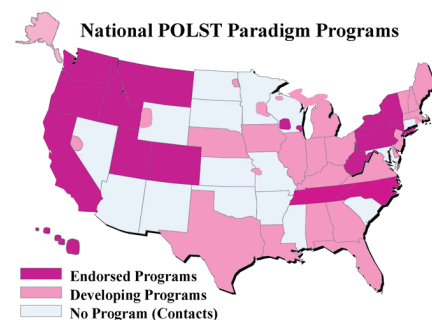 National POLST Paradigm Programs
Endorsed Programs
Developing Programs
No Program (Contacts)